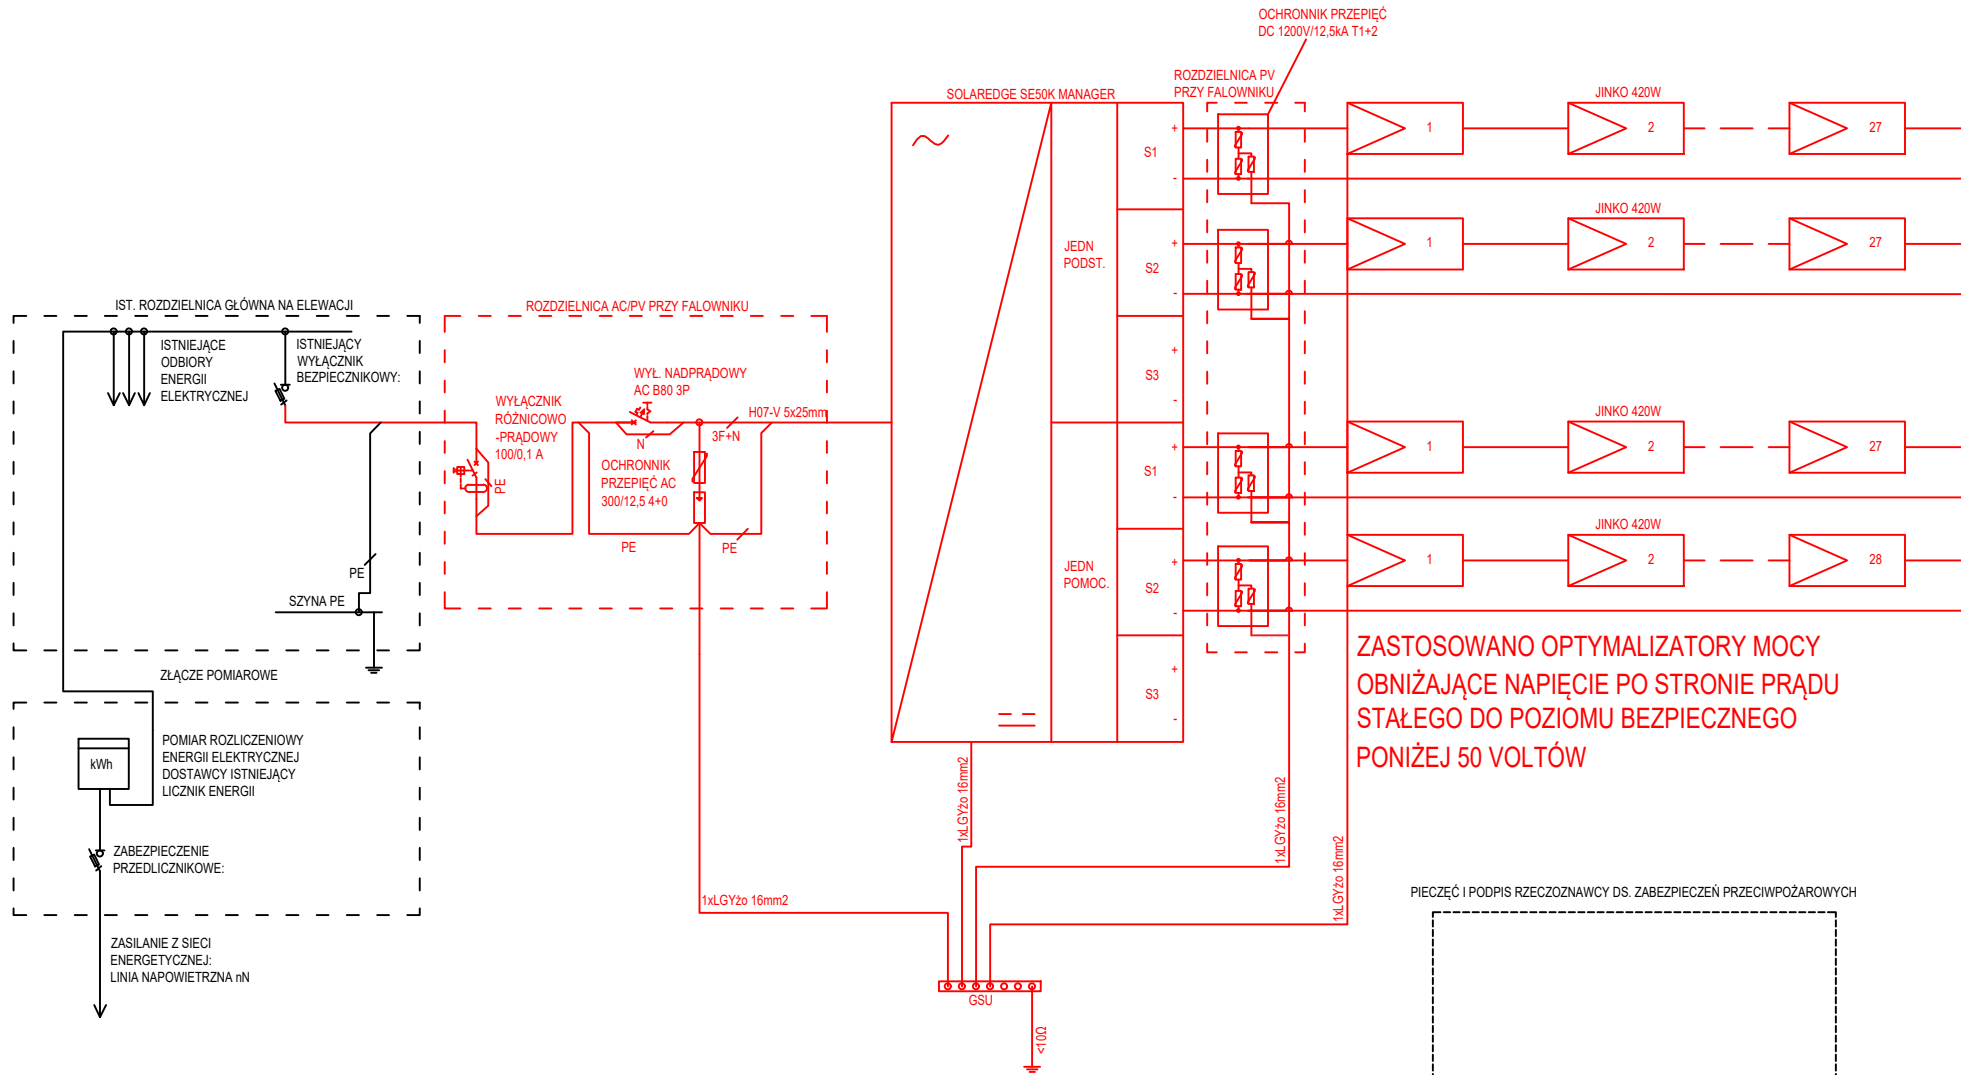 OCHRONNIK PRZEPIĘĆ
DC 1200V/12,5kA T1+2
ROZDZIELNICA PV
PRZY FALOWNIKU
SOLAREDGE SE50K MANAGER
JINKO 420W
+
S1
-
1
2
27
JINKO 420W
JEDN
PODST.
+
S2
-
1
2
27
+
S3
-
JINKO 420W
+
S1
-
1
2
27
JINKO 420W
JEDN
POMOC.
+
S2
-
1
2
28
+
S3
-
IST. ROZDZIELNICA GŁÓWNA NA ELEWACJI
ISTNIEJĄCE
ODBIORY
ENERGII
ELEKTRYCZNEJ
ISTNIEJĄCY
WYŁĄCZNIK
BEZPIECZNIKOWY:
PE
SZYNA PE
ROZDZIELNICA AC/PV PRZY FALOWNIKU
WYŁĄCZNIK
RÓŻNICOWO
-PRĄDOWY
100/0,1 A
PE
WYŁ. NADPRĄDOWY
AC B80 3P
N
3F+N
H07-V 5x25mm
OCHRONNIK
PRZEPIĘĆ AC
300/12,5 4+0
PE
PE
ZŁĄCZE POMIAROWE
kWh
POMIAR ROZLICZENIOWY
ENERGII ELEKTRYCZNEJ
DOSTAWCY ISTNIEJĄCY
LICZNIK ENERGII
ZABEZPIECZENIE
PRZEDLICZNIKOWE:
ZASILANIE Z SIECI
ENERGETYCZNEJ:
LINIA NAPOWIETRZNA nN
ZASTOSOWANO OPTYMALIZATORY MOCY
OBNIŻAJĄCE NAPIĘCIE PO STRONIE PRĄDU
STAŁEGO DO POZIOMU BEZPIECZNEGO
PONIŻEJ 50 VOLTÓW
1xLGYżo 16mm2
1xLGYżo 16mm2
1xLGYżo 16mm2
1xLGYżo 16mm2
GSU
<10Ω
PIECZĘĆ I PODPIS RZECZOZNAWCY DS. ZABEZPIECZEŃ PRZECIWPOŻAROWYCH